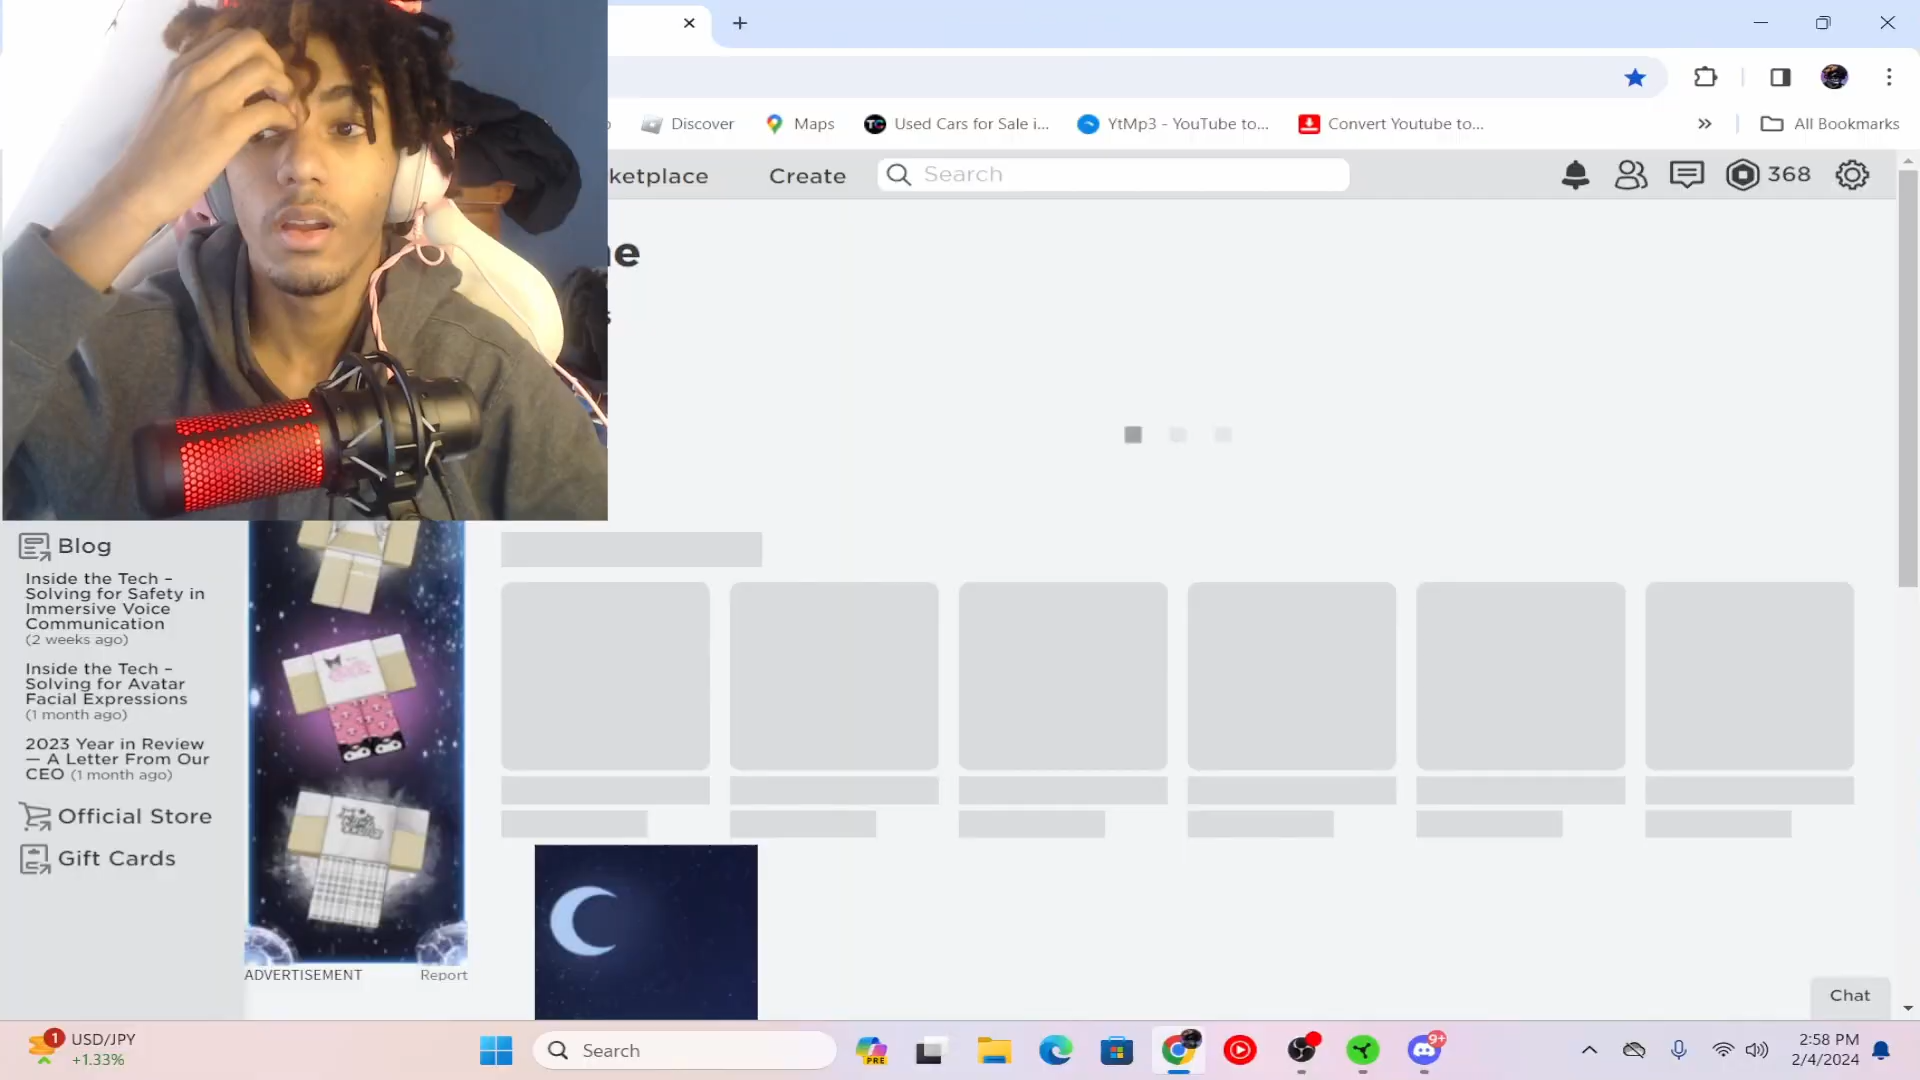 Discover
Maps
Used Cars for Sale i...
YtMp3 - YouTube to...
Convert Youtube to...
All Bookmarks
ketplace
Create
Search
368
e
Blog
Inside the Tech –
Solving for Safety in
Immersive Voice
Communication
(2 weeks ago)
Inside the Tech –
Solving for Avatar
Facial Expressions
(1 month ago)
2023 Year in Review
— A Letter From Our
CEO (1 month ago)
Official Store
Gift Cards
ADVERTISEMENT
Report
Chat
1
USD/JPY
+1.33%
Search
PRE
9+
2:58 PM
2/4/2024